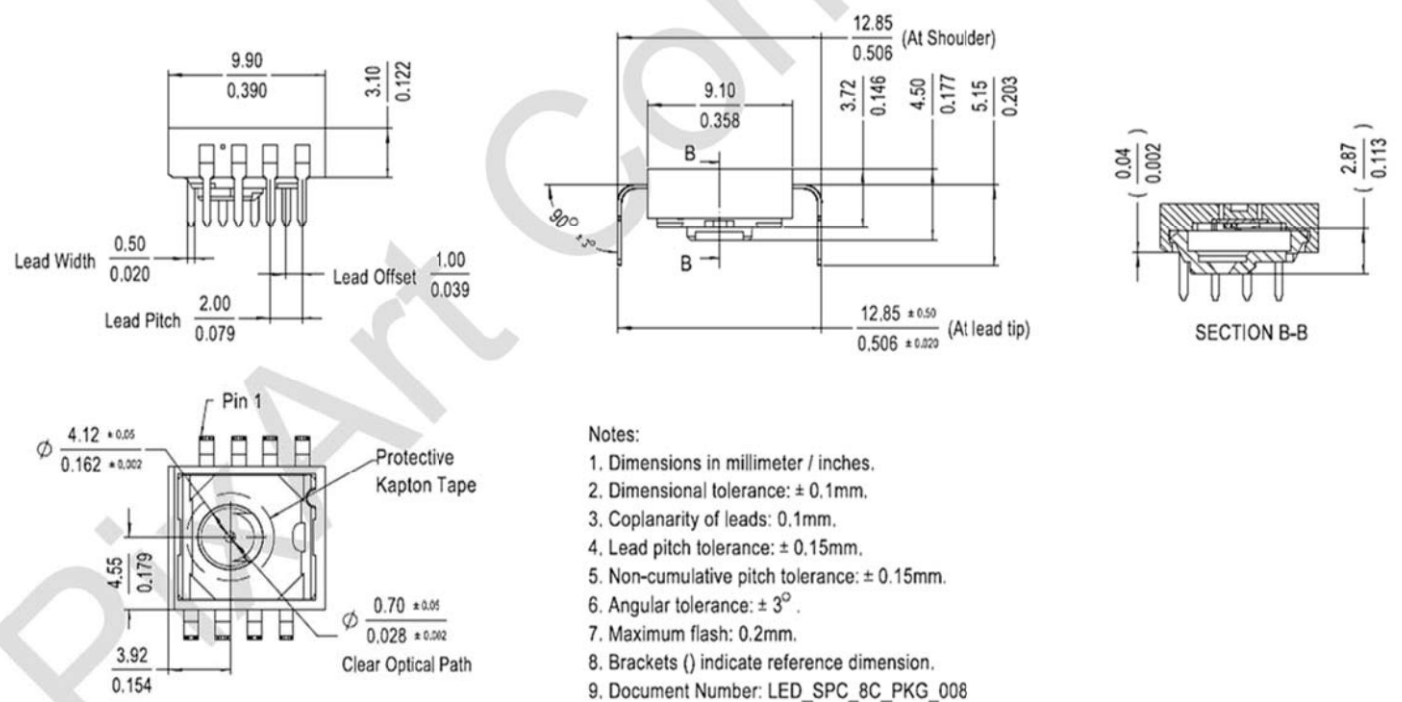 9.90
0.390
3.10
0.122
Lead Width
0.50
0.020
Lead Offset
1.00
0.039
Lead Pitch
2.00
0.079
12.85
0.506
(At Shoulder)
9.10
0.358
3.72
0.146
4.50
0.177
5.15
0.203
B
90° ± 3°
B
12.85 ± 0.50
0.506 ± 0.020
(At lead tip)
( 0.04
0.002 )
( 2.87
0.113 )
SECTION B-B
Pin 1
Ø 4.12 ± 0.05
0.162 ± 0.002
Protective
Kapton Tape
4.55
0.179
Ø 0.70 ± 0.05
0.028 ± 0.002
Clear Optical Path
3.92
0.154
Notes:
1. Dimensions in millimeter / inches.
2. Dimensional tolerance: ± 0.1mm.
3. Coplanarity of leads: 0.1mm.
4. Lead pitch tolerance: ± 0.15mm.
5. Non-cumulative pitch tolerance: ± 0.15mm.
6. Angular tolerance: ± 3° .
7. Maximum flash: 0.2mm.
8. Brackets () indicate reference dimension.
9. Document Number: LED_SPC_8C_PKG_008
PixArt